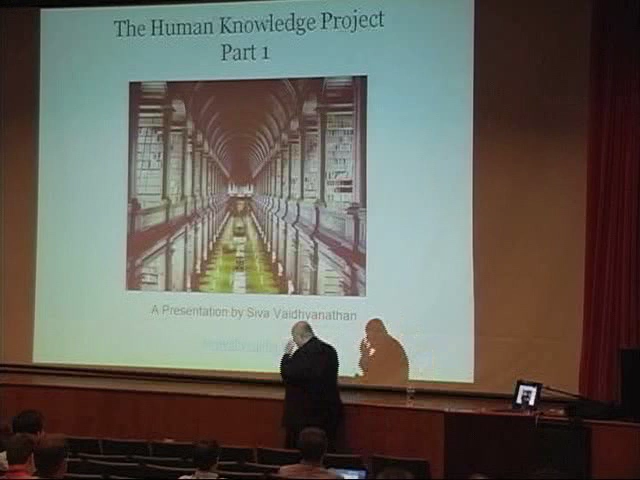 The Human Knowledge Project
Part 1
A Presentation by Siva Vaidhyanathan